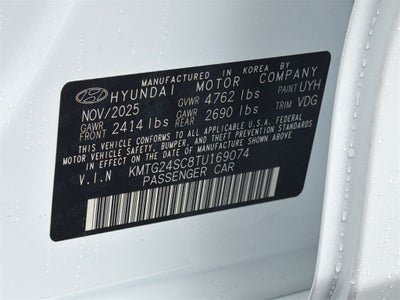 MANUFACTURED IN KOREA BY
HYUNDAI MOTOR COMPANY
NOV/2025 GVWR 4762 lbs PAINT UYH
GAWR FRONT 2414 lbs GAWR REAR 2690 lbs TRIM VDG
THIS VEHICLE CONFORMS TO ALL APPLICABLE
U.S. FEDERAL MOTOR VEHICLE SAFETY,
BUMPER, AND THEFT PREVENTION STANDARDS
IN EFFECT ON THE DATE OF MANUFACTURE
SHOWN ABOVE.
V.I.N KMTG24SC8TU169074
PASSENGER CAR